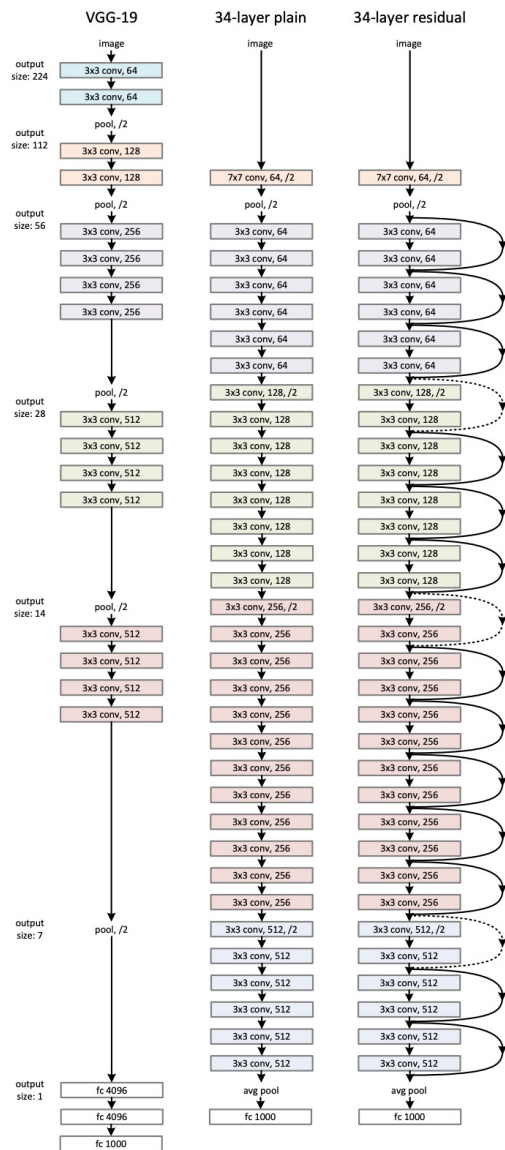 VGG-19
image
output
size: 224
3x3 conv, 64
3x3 conv, 64
pool, /2
output
size: 112
3x3 conv, 128
3x3 conv, 128
pool, /2
output
size: 56
3x3 conv, 256
3x3 conv, 256
3x3 conv, 256
3x3 conv, 256
pool, /2
output
size: 28
3x3 conv, 512
3x3 conv, 512
3x3 conv, 512
3x3 conv, 512
pool, /2
output
size: 14
3x3 conv, 512
3x3 conv, 512
3x3 conv, 512
3x3 conv, 512
pool, /2
output
size: 7
output
size: 1
fc 4096
fc 4096
fc 1000
34-layer plain
image
7x7 conv, 64, /2
pool, /2
3x3 conv, 64
3x3 conv, 64
3x3 conv, 64
3x3 conv, 64
3x3 conv, 64
3x3 conv, 64
3x3 conv, 128, /2
3x3 conv, 128
3x3 conv, 128
3x3 conv, 128
3x3 conv, 128
3x3 conv, 128
3x3 conv, 128
3x3 conv, 128
3x3 conv, 256, /2
3x3 conv, 256
3x3 conv, 256
3x3 conv, 256
3x3 conv, 256
3x3 conv, 256
3x3 conv, 256
3x3 conv, 256
3x3 conv, 256
3x3 conv, 256
3x3 conv, 256
3x3 conv, 256
3x3 conv, 512, /2
3x3 conv, 512
3x3 conv, 512
3x3 conv, 512
3x3 conv, 512
3x3 conv, 512
avg pool
fc 1000
34-layer residual
image
7x7 conv, 64, /2
pool, /2
3x3 conv, 64
3x3 conv, 64
3x3 conv, 64
3x3 conv, 64
3x3 conv, 64
3x3 conv, 64
3x3 conv, 128, /2
3x3 conv, 128
3x3 conv, 128
3x3 conv, 128
3x3 conv, 128
3x3 conv, 128
3x3 conv, 128
3x3 conv, 128
3x3 conv, 256, /2
3x3 conv, 256
3x3 conv, 256
3x3 conv, 256
3x3 conv, 256
3x3 conv, 256
3x3 conv, 256
3x3 conv, 256
3x3 conv, 256
3x3 conv, 256
3x3 conv, 256
3x3 conv, 256
3x3 conv, 512, /2
3x3 conv, 512
3x3 conv, 512
3x3 conv, 512
3x3 conv, 512
3x3 conv, 512
avg pool
fc 1000